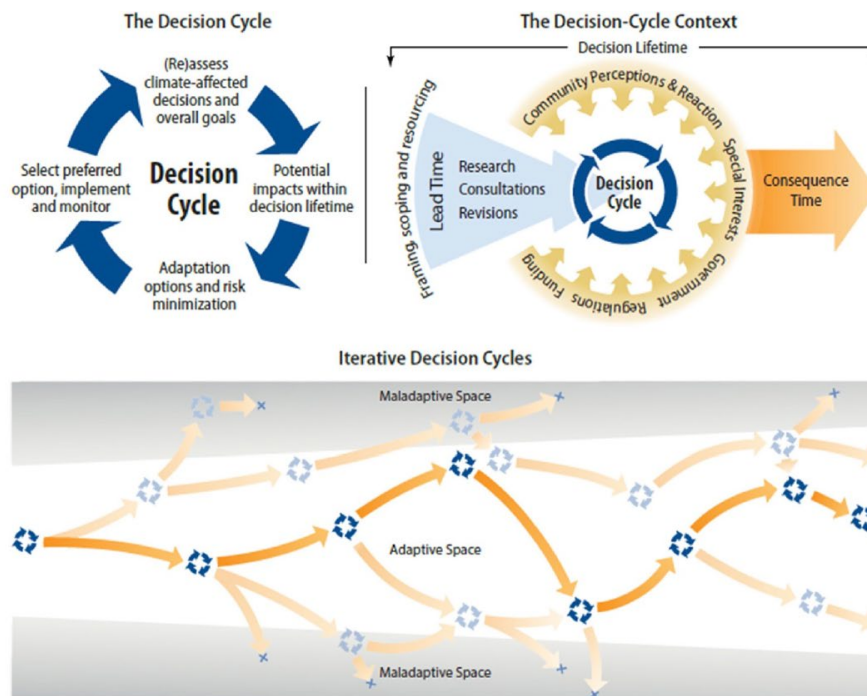 The Decision Cycle
(Re)assess
climate-affected
decisions and
overall goals
Select preferred
option, implement
and monitor
Decision
Cycle
Potential
impacts within
decision lifetime
Adaptation
options and risk
minimization
The Decision-Cycle Context
Decision Lifetime
Framing, scoping and resourcing
Lead Time
Research
Consultations
Revisions
Decision
Cycle
Community Perceptions & Reaction
Special Interests
Government Regulations Funding
Consequence
Time
Iterative Decision Cycles
Maladaptive Space
Adaptive Space
Maladaptive Space